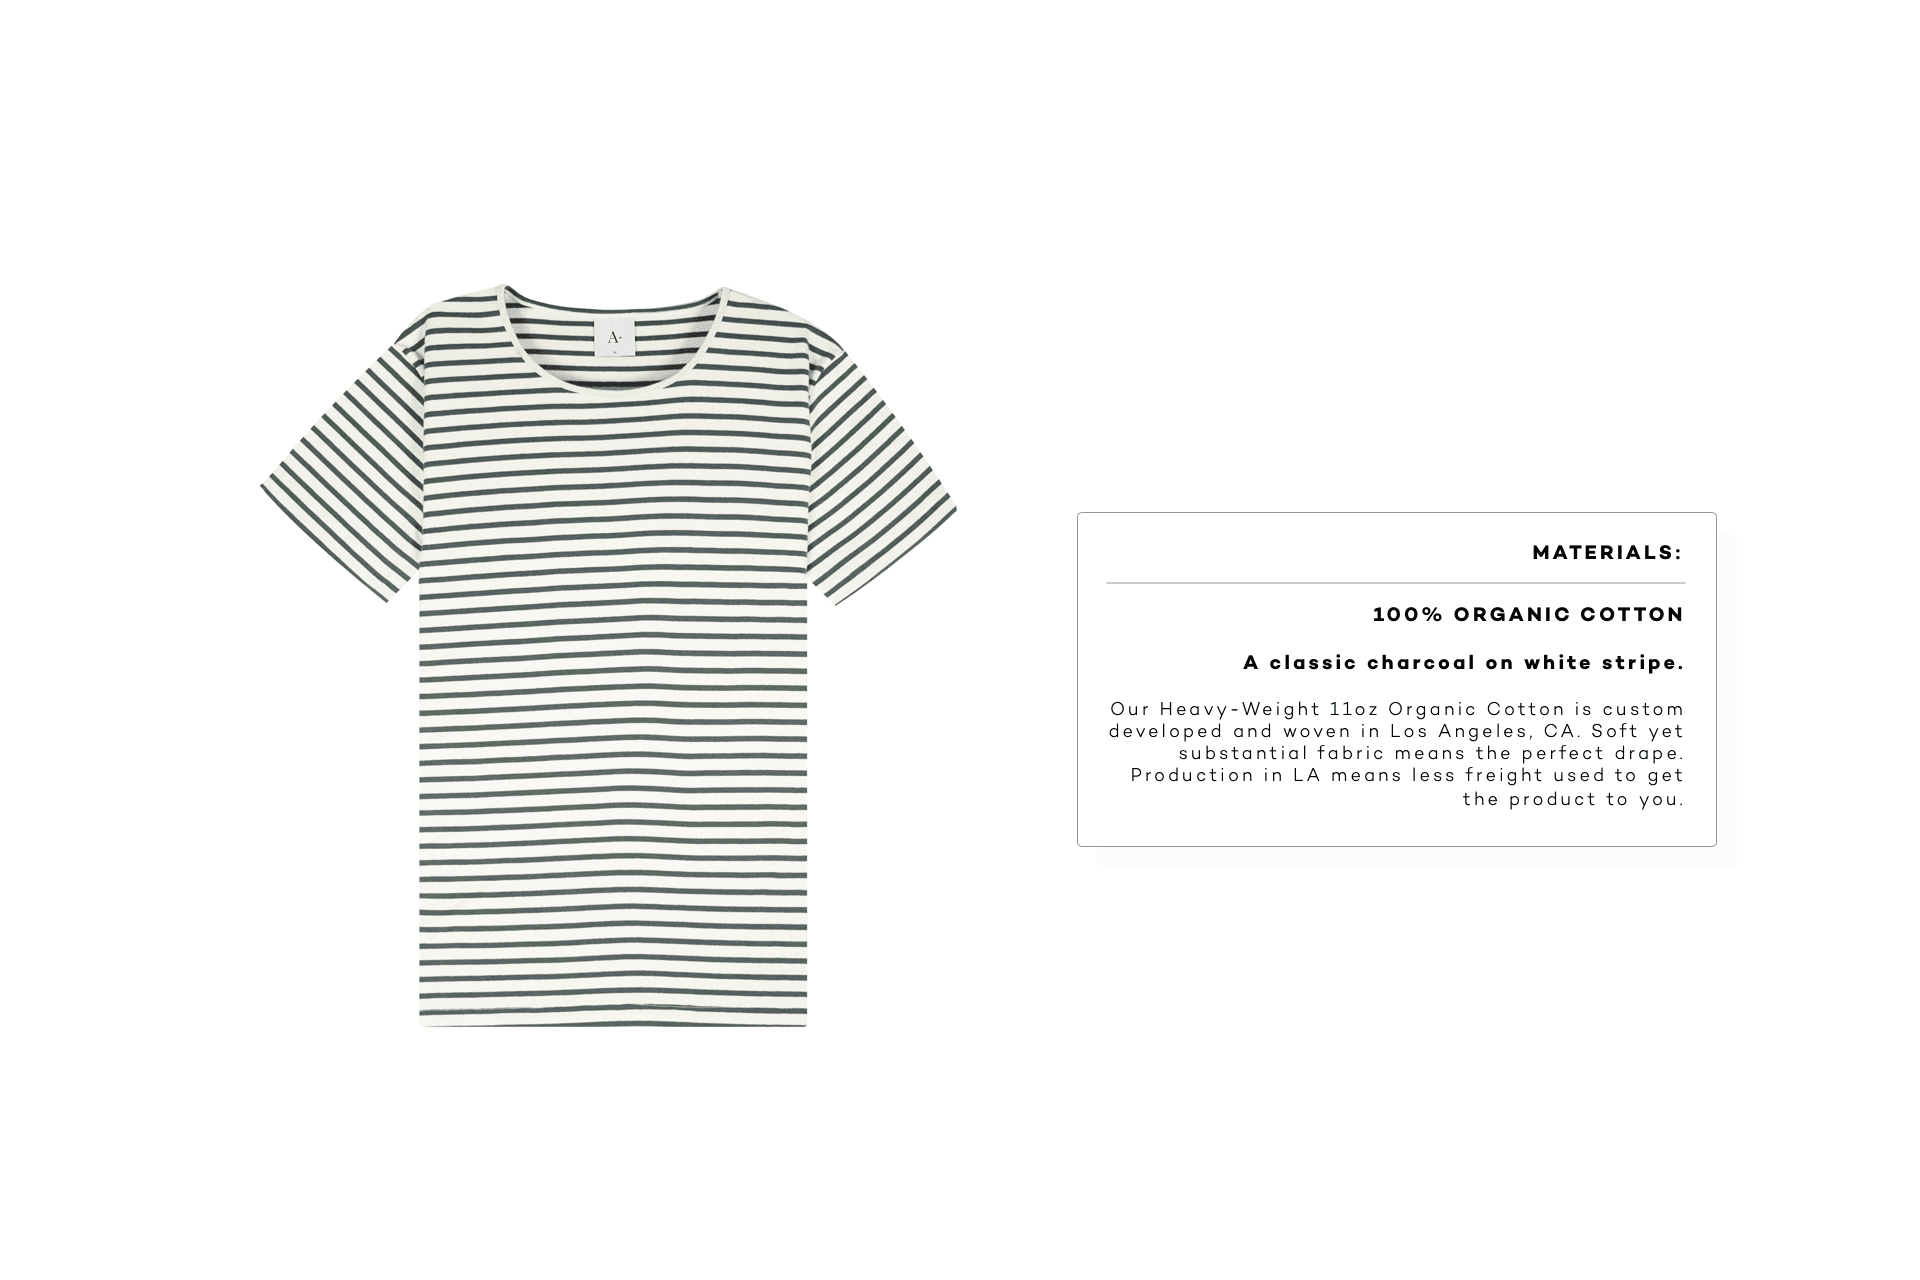 A·
MATERIALS:
100% ORGANIC COTTON
A classic charcoal on white stripe.
Our Heavy-Weight 11oz Organic Cotton is custom
developed and woven in Los Angeles, CA. Soft yet
substantial fabric means the perfect drape.
Production in LA means less freight used to get
the product to you.